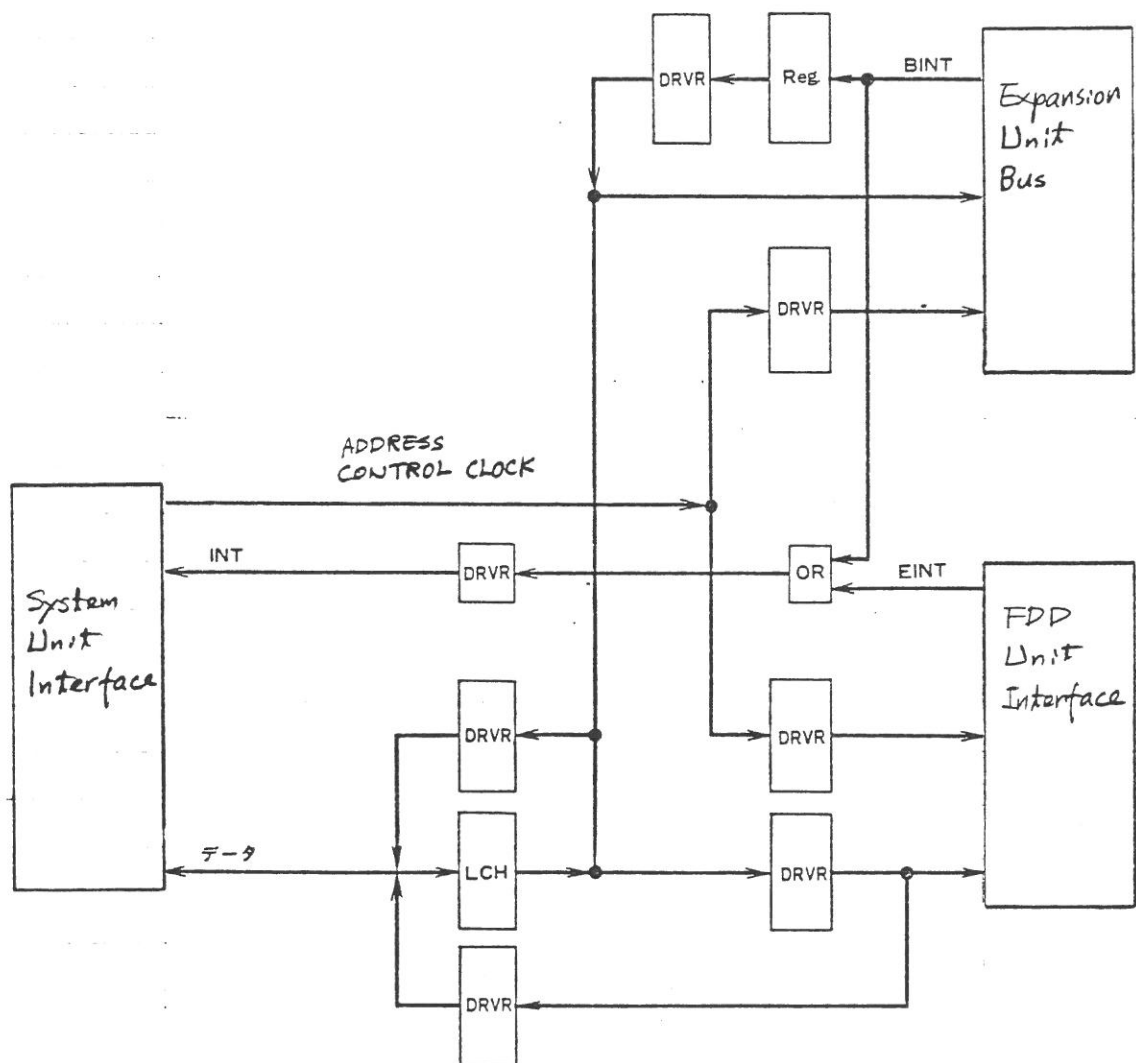 DRVR
Reg
BINT
Expansion
Unit
Bus
DRVR
ADDRESS
CONTROL CLOCK
INT
DRVR
OR
EINT
System
Unit
Interface
FDD
Unit
Interface
DRVR
DRVR
データ
LCH
DRVR
DRVR